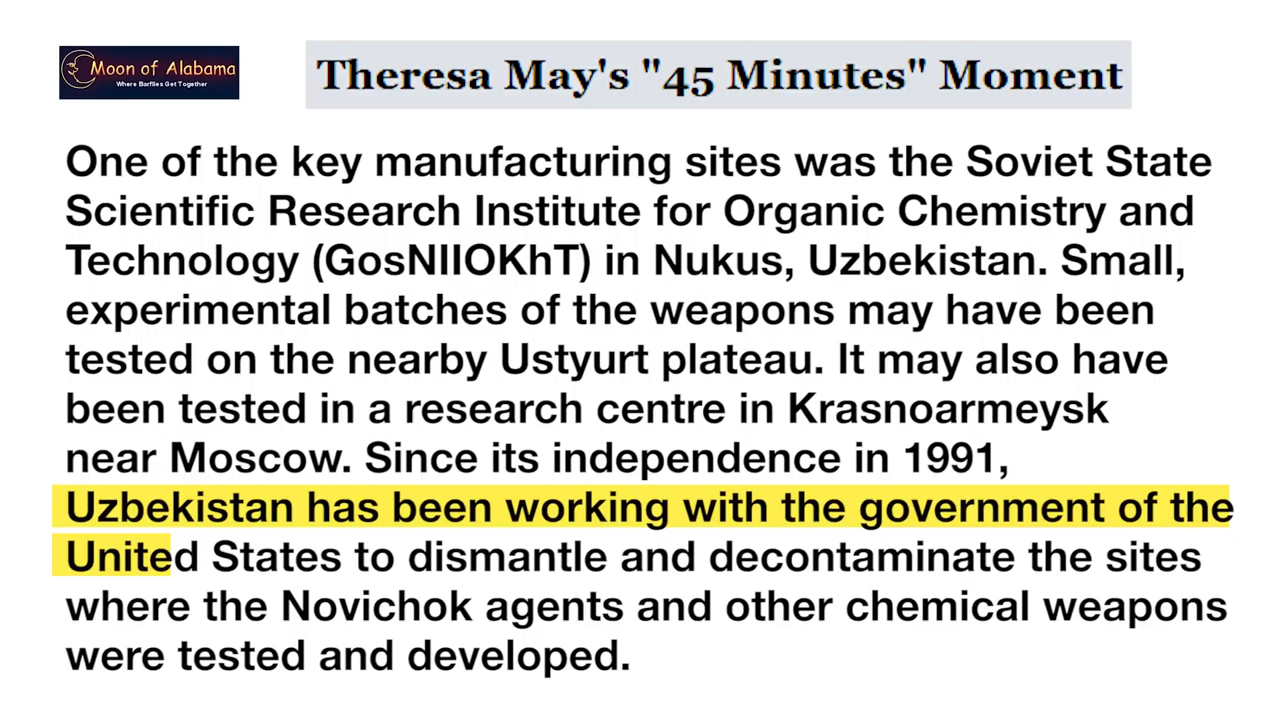 Moon of Alabama
Where Barflies Get Together
Theresa May's "45 Minutes" Moment
One of the key manufacturing sites was the Soviet State
Scientific Research Institute for Organic Chemistry and
Technology (GosNIIOKhT) in Nukus, Uzbekistan. Small,
experimental batches of the weapons may have been
tested on the nearby Ustyurt plateau. It may also have
been tested in a research centre in Krasnoarmeysk
near Moscow. Since its independence in 1991,
Uzbekistan has been working with the government of the
United States to dismantle and decontaminate the sites
where the Novichok agents and other chemical weapons
were tested and developed.